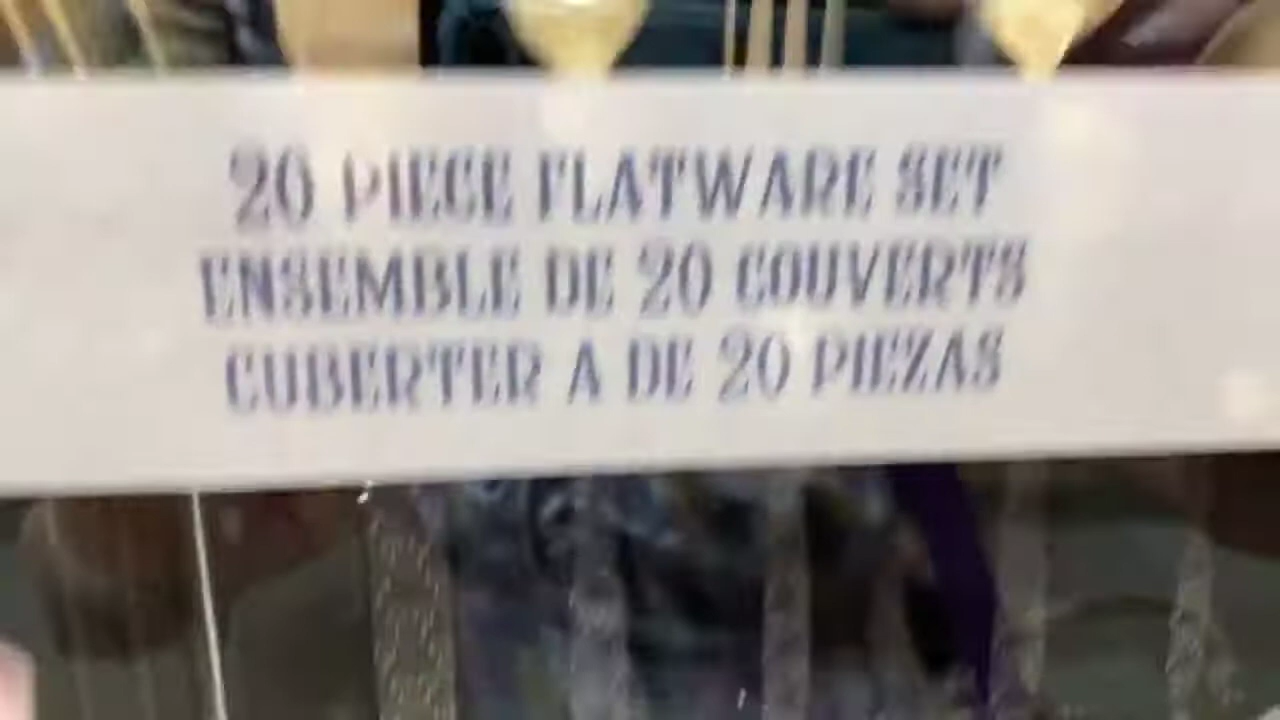 20 PIECE FLATWARE SET
ENSEMBLE DE 20 COUVERTS
CUBERTER A DE 20 PIEZAS